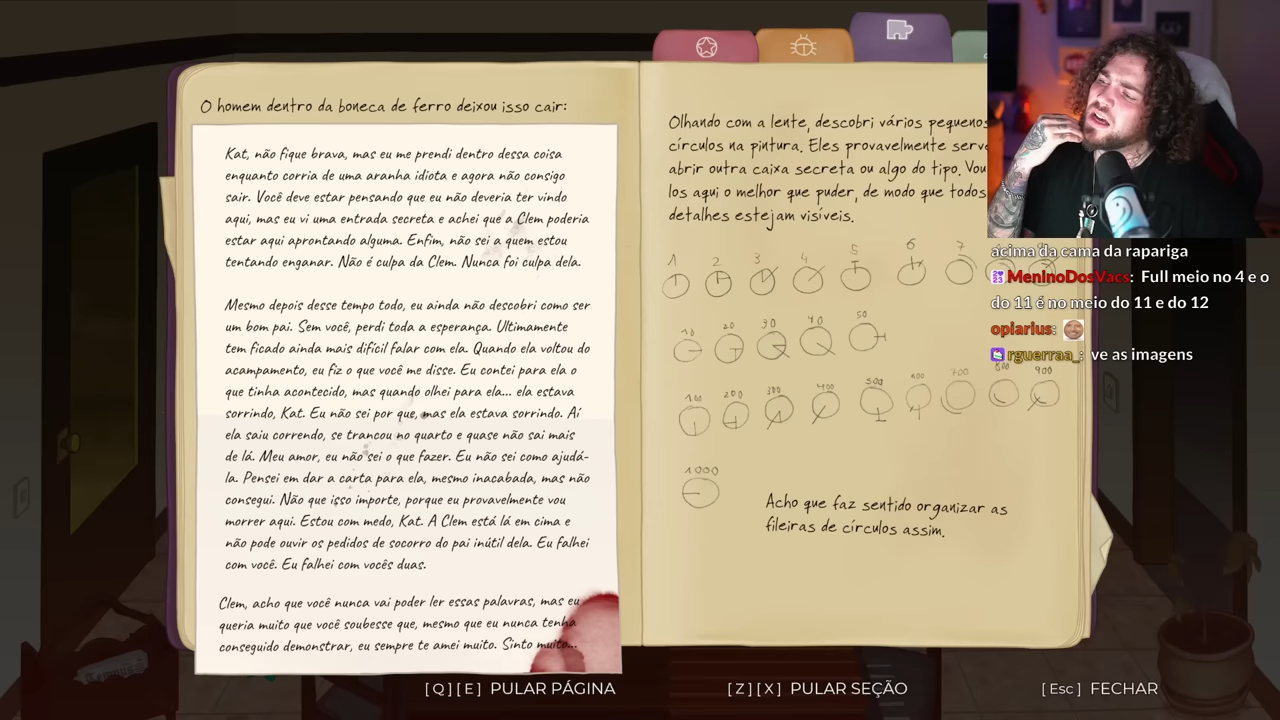 O homem dentro da boneca de ferro deixou isso cair:
Kat, não fique brava, mas eu me prendi dentro dessa coisa
enquanto corria de uma aranha idiota e agora não consigo
sair. Você deve estar pensando que eu não deveria ter vindo
aqui, mas eu vi uma entrada secreta e achei que a Clem poderia
estar aqui aprontando alguma. Enfim, não sei a quem estou
tentando enganar. Não é culpa da Clem. Nunca foi culpa dela.
Mesmo depois desse tempo todo, eu ainda não descobri como ser
um bom pai. Sem você, perdi toda a esperança. Ultimamente
tem ficado ainda mais difícil falar com ela. Quando ela voltou do
acampamento, eu fiz o que você me disse. Eu contei para ela o
que tinha acontecido, mas quando olhei para ela... ela estava
sorrindo, Kat. Eu não sei por que, mas ela estava sorrindo. Aí
ela saiu correndo, se trancou no quarto e quase não sai mais
de lá. Meu amor, eu não sei o que fazer. Eu não sei como ajudá-
la. Pensei em dar a carta para ela, mesmo inacabada, mas não
consegui. Não que isso importe, porque eu provavelmente vou
morrer aqui. Estou com medo, Kat. A Clem está lá em cima e
não pode ouvir os pedidos de socorro do pai inútil dela. Eu falhei
com você. Eu falhei com vocês duas.
Clem, acho que você nunca vai poder ler essas palavras, mas eu
queria muito que você soubesse que, mesmo que eu nunca tenha
conseguido demonstrar, eu sempre te amei muito. Sinto muito...
Olhando com a lente, descobri vários pequenos
círculos na pintura. Eles provavelmente serve
abrir outra caixa secreta ou algo do tipo. Vou
los aqui o melhor que puder, de modo que todos
detalhes estejam visíveis.
1 2 3 4 5 6 7
10 20 30 40 50
100 200 300 400 500 600 700 800 900
1000
Acho que faz sentido organizar as
fileiras de círculos assim.
acima da cama da rapariga
MeninoDosVacs: Full meio no 4 e o
do 11 é no meio do 11 e do 12
opiarius:
rguerraa_: ve as imagens
[Q][E] PULAR PÁGINA
[Z][X] PULAR SEÇÃO
[Esc] FECHAR